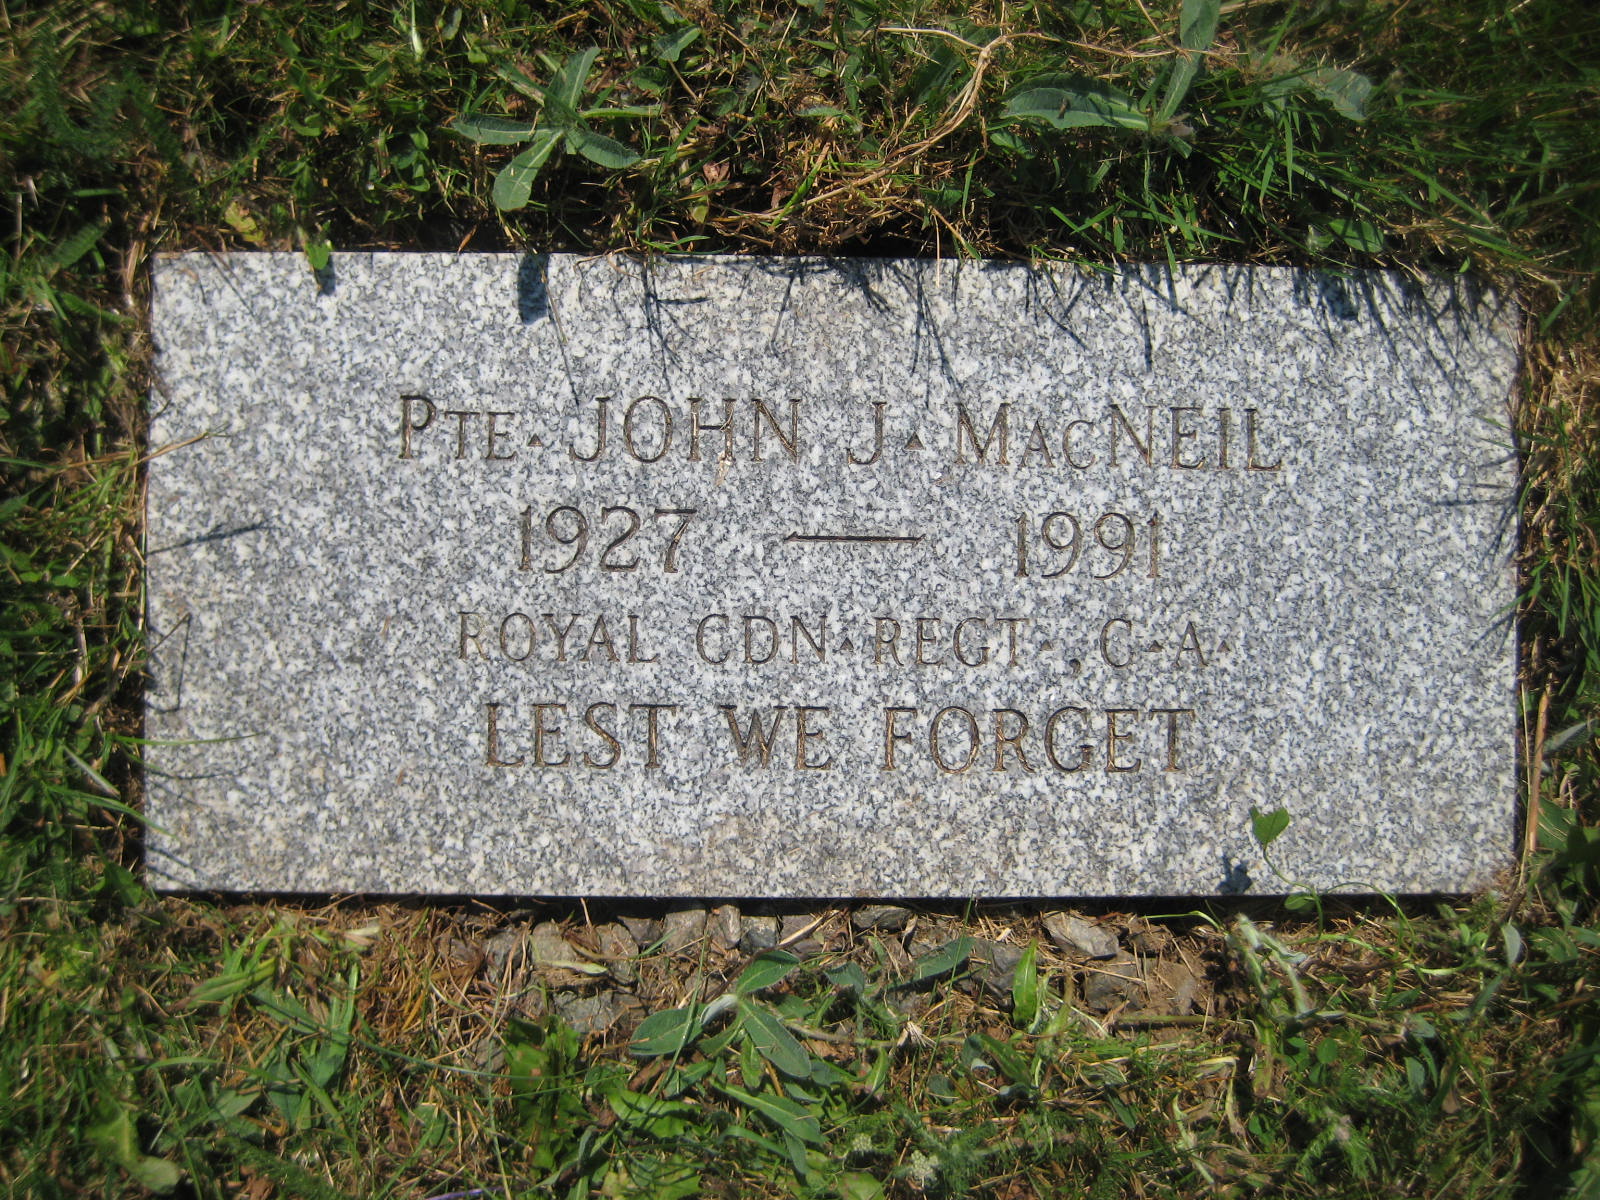 PTE. JOHN J. MACNEIL
1927 — 1991
ROYAL CDN. REGT., C.A.
LEST WE FORGET